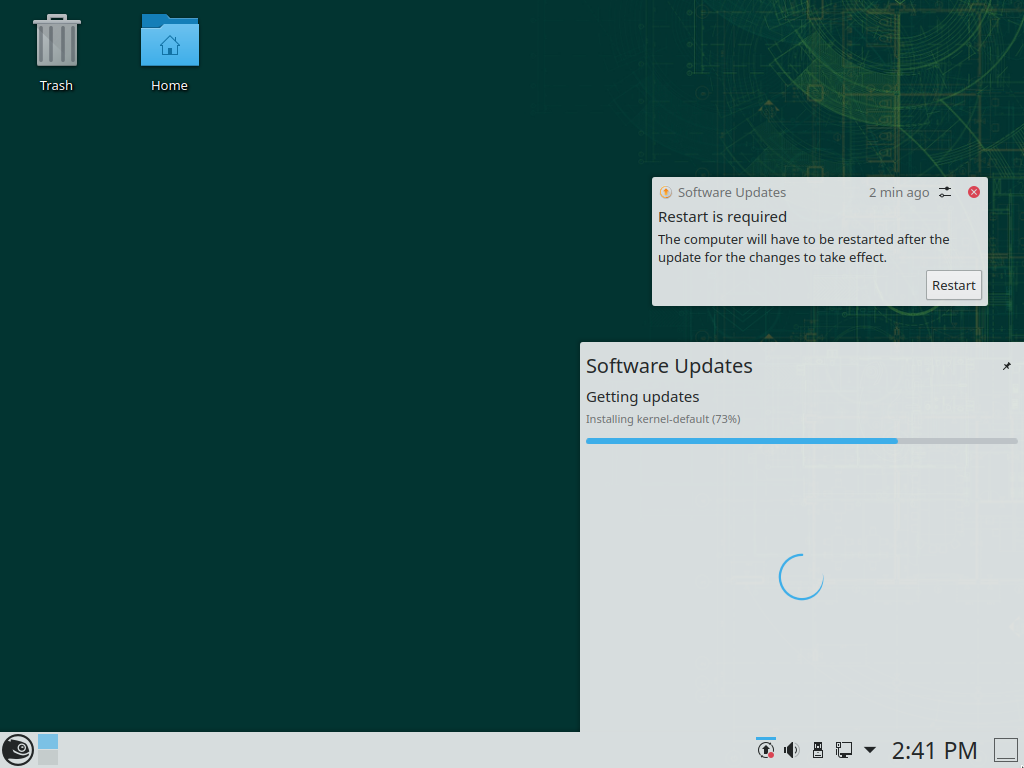 Trash
Home
Software Updates
2 min ago
Restart is required
The computer will have to be restarted after the
update for the changes to take effect.
Restart
Software Updates
Getting updates
Installing kernel-default (73%)
2:41 PM